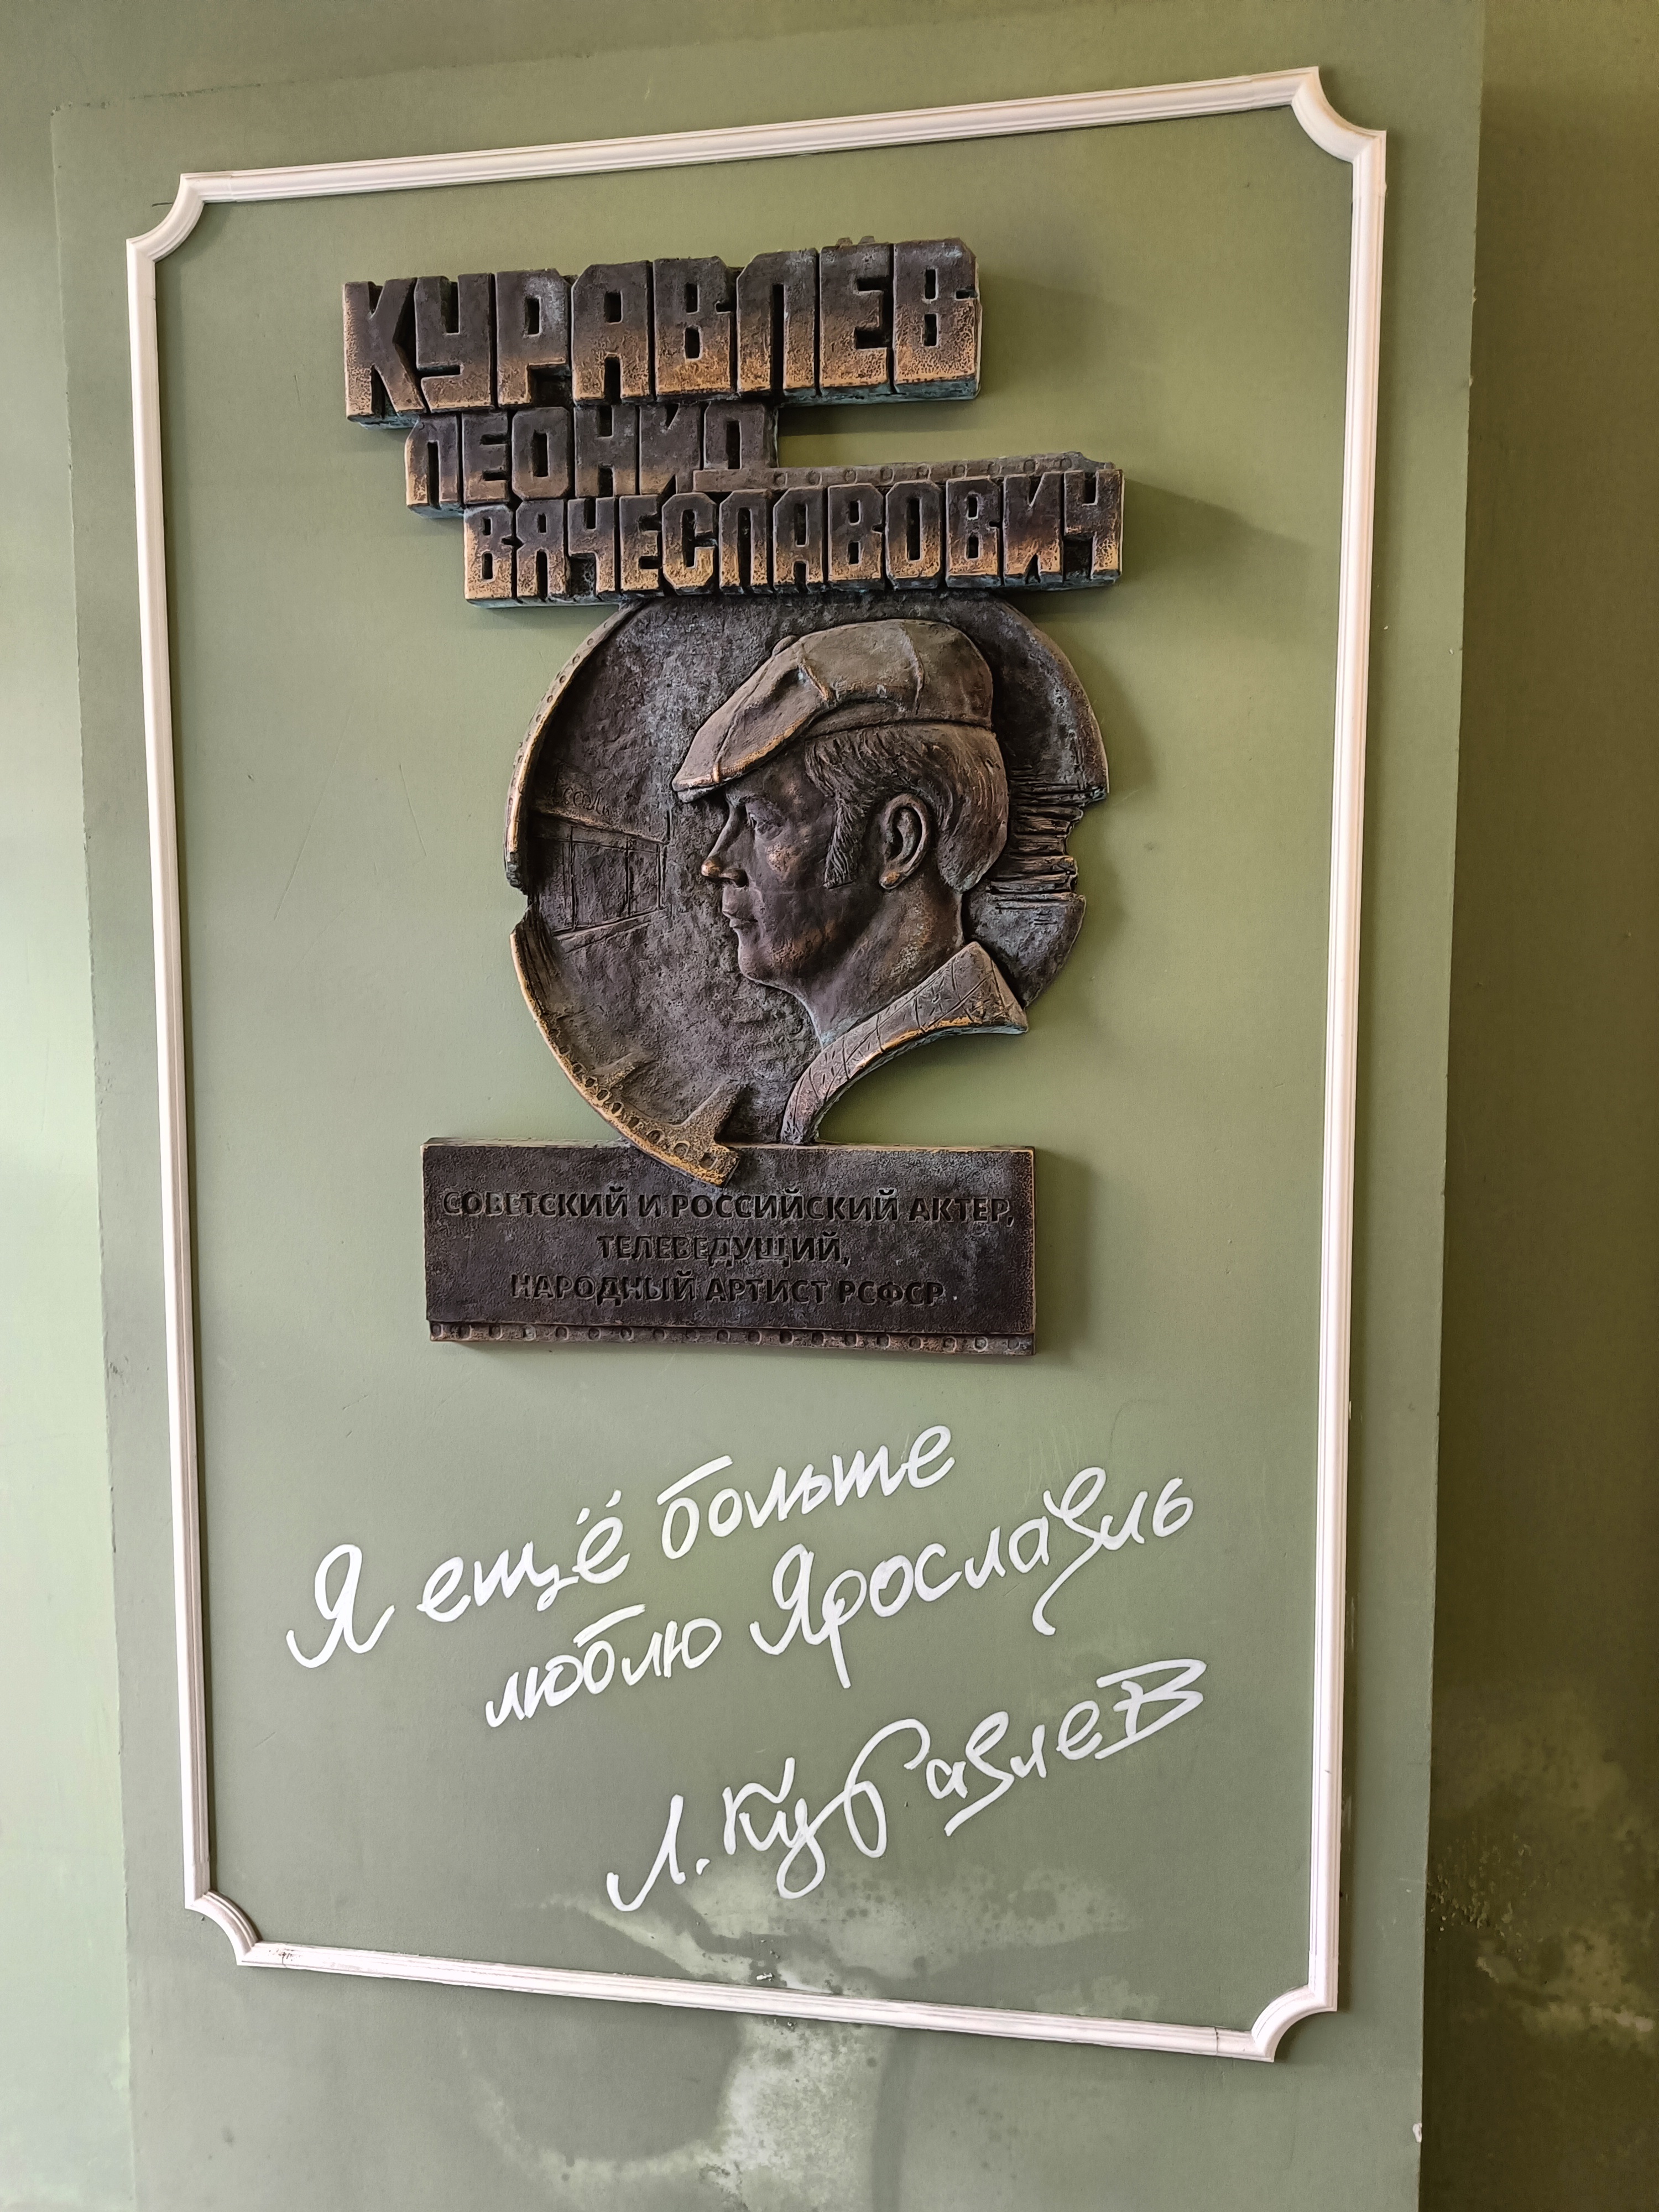 КУРАВЛЁВ
ЛЕОНИД
ВЯЧЕСЛАВОВИЧ
СОВЕТСКИЙ И РОССИЙСКИЙ АКТЕР,
ТЕЛЕВЕДУЩИЙ,
НАРОДНЫЙ АРТИСТ РСФСР
Я ещё больше
люблю Ярославль
Л. Куравлев